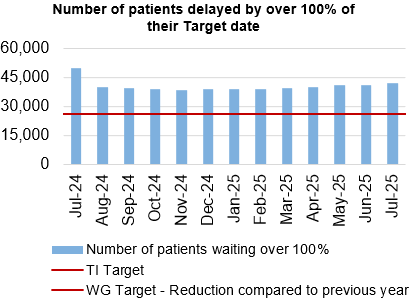 Number of patients delayed by over 100% of
their Target date
60,000
45,000
30,000
15,000
0
Jul-24
Aug-24
Sep-24
Oct-24
Nov-24
Dec-24
Jan-25
Feb-25
Mar-25
Apr-25
May-25
Jun-25
Jul-25
Number of patients waiting over 100%
TI Target
WG Target - Reduction compared to previous year